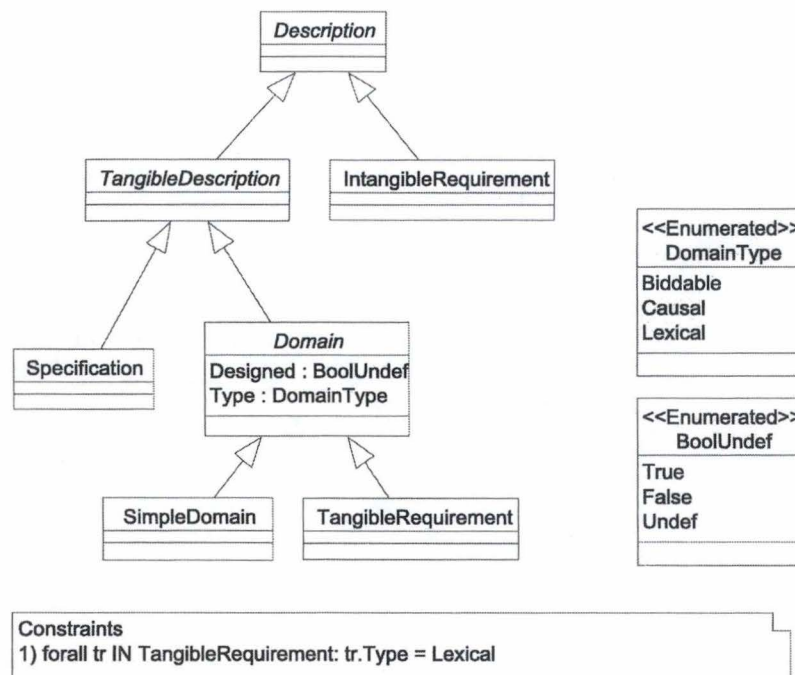 Description
TangibleDescription
IntangibleRequirement
<<Enumerated>>
DomainType
Biddable
Causal
Lexical
Specification
Domain
Designed : BoolUndef
Type : DomainType
<<Enumerated>>
BoolUndef
True
False
Undef
SimpleDomain
TangibleRequirement
Constraints
1) forall tr IN TangibleRequirement: tr.Type = Lexical